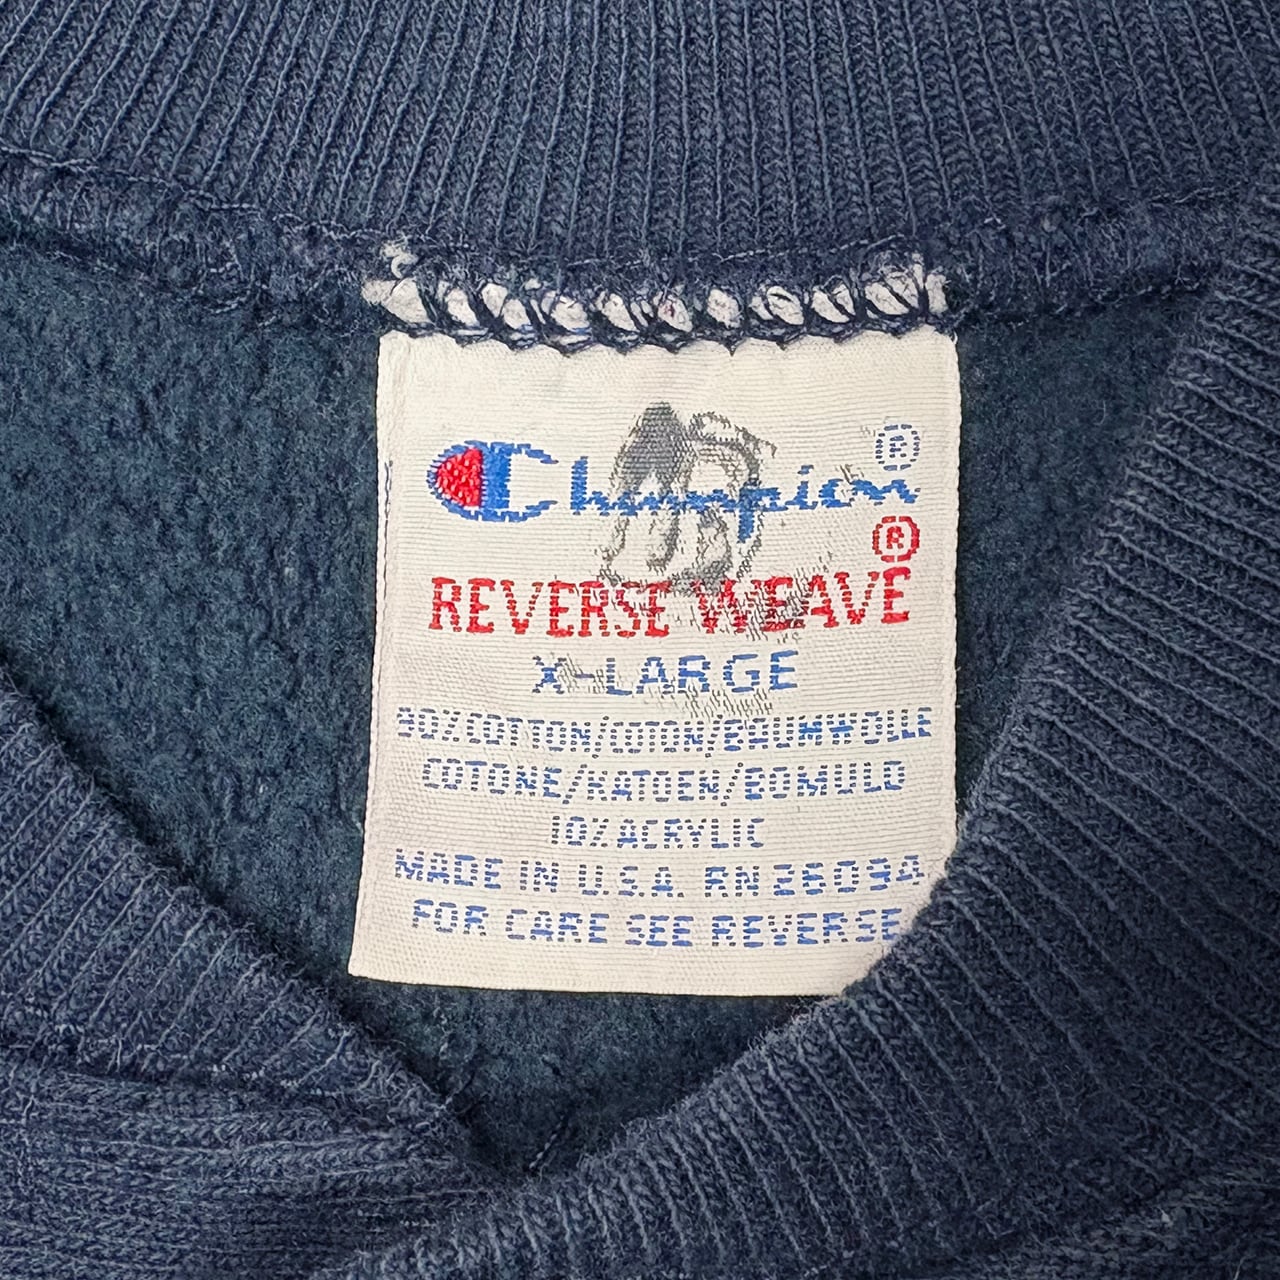 Champion®
®
REVERSE WEAVE
X-LARGE
90% COTTON/COTON/BAUMWOLLE
COTONE/KATOEN/BOMULD
10% ACRYLIC
MADE IN U.S.A. RN 26094
FOR CARE SEE REVERSE